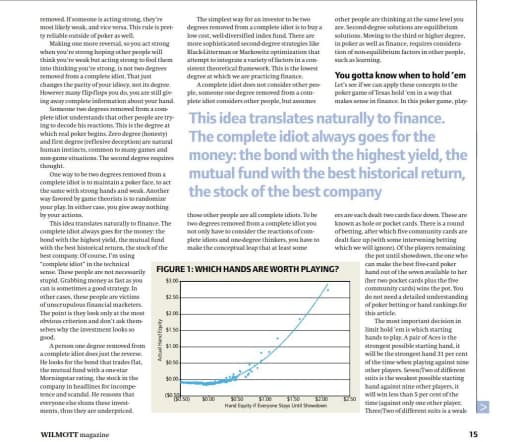 removed. If someone is acting strong, they're
most likely weak, and vice versa. This rule is pret-
ty reliable outside of poker as well.
Making one more reversal, so you act strong
when you're strong hoping other people will
think you're weak but acting strong to fool them
into thinking you're strong, is not two degrees
removed from a complete idiot. That just
changes the parity of your idiocy, not its degree.
However many flip-flops you do, you are still giv-
ing away complete information about your hand.
Someone two degrees removed from a com-
plete idiot understands that other people are try-
ing to decode his reactions. This is the degree at
which real poker begins. Zero degree (honesty)
and first degree (reflexive deception) are natural
human instincts, common to many games and
non-game situations. The second degree requires
thought.
One way to be two degrees removed from a
complete idiot is to maintain a poker face, to act
the same with strong hands and weak. Another
way favored by game theorists is to randomize
your play. In either case, you give away nothing
by your actions.
This idea translates naturally to finance. The
complete idiot always goes for the money: the
bond with the highest yield, the mutual fund
with the best historical return, the stock of the
best company. Of course, I'm using
"complete idiot" in the technical
sense. These people are not necessarily
stupid. Grabbing money as fast as you
can is sometimes a good strategy. In
other cases, these people are victims
of unscrupulous financial marketers.
The point is they look only at the most
obvious criterion and don't ask them-
selves why the investment looks so
good.
A person one degree removed from
a complete idiot does just the reverse.
He looks for the bond that trades flat,
the mutual fund with a one-star
Morningstar rating, the stock in the
company in headlines for incompe-
tence and scandal. He reasons that
everyone else shuns these invest-
ments, thus they are underpriced.
The simplest way for an investor to be two
degrees removed from a complete idiot is to buy a
low cost, well-diversified index fund. There are
more sophisticated second-degree strategies like
Black-Litterman or Markowitz optimization that
attempt to integrate a variety of factors in a con-
sistent theoretical framework. This is the lowest
degree at which we are practicing finance.
A complete idiot does not consider other peo-
ple, someone one degree removed from a com-
plete idiot considers other people, but assumes
This idea translates naturally to finance.
The complete idiot always goes for the
money: the bond with the highest yield, the
mutual fund with the best historical return,
the stock of the best company
those other people are all complete idiots. To be
two degrees removed from a complete idiot you
not only have to consider the reactions of com-
plete idiots and one-degree thinkers, you have to
make the conceptual leap that at least some
other people are thinking at the same level you
are. Second-degree solutions are equilibrium
solutions. Moving to the third or higher degree,
in poker as well as finance, requires considera-
tion of non-equilibrium factors in other people,
such as learning.
You gotta know when to hold 'em
Let's see if we can apply these concepts to the
poker game of Texas hold 'em in a way that
makes sense in finance. In this poker game, play-
ers are each dealt two cards face down. These are
known as hole or pocket cards. There is a round
of betting, after which five community cards are
dealt face up (with some intervening betting
which we will ignore). Of the players remaining
the pot until showdown, the one who
can make the best five-card poker
hand out of the seven available to her
(her two pocket cards plus the five
community cards) wins the pot. You
do not need a detailed understanding
of poker betting or hand rankings for
this article.
The most important decision in
limit hold 'em is which starting
hands to play. A pair of Aces is the
strongest possible starting hand, it
will be the strongest hand 31 per cent
of the time when playing against nine
other players. Seven/Two of different
suits is the weakest possible starting
hand against nine other players, it
will win less than 5 per cent of the
time (against only one other player,
Three/Two of different suits is a weak
FIGURE 1: WHICH HANDS ARE WORTH PLAYING?
Actual Hand Equity
$3.00
$2.50
$2.00
$1.50
$1.00
$0.50
$0.00
($0.50)
($0.50) $0.00 $0.50 $1.00 $1.50 $2.00 $2.50
Hand Equity if Everyone Stays Until Showdown
WILMOTT magazine
15